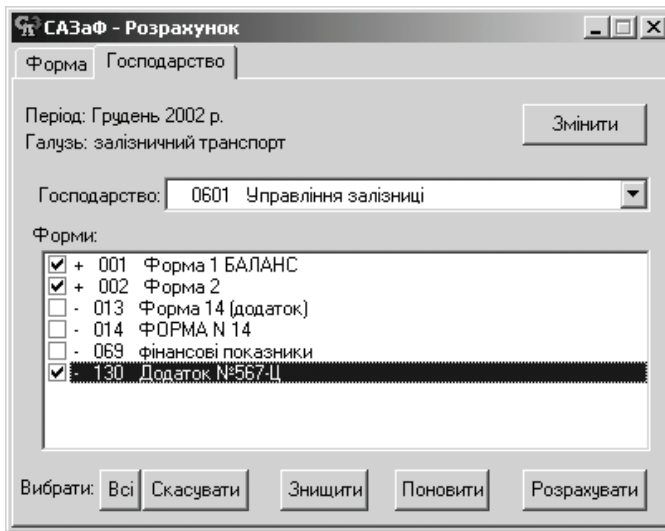 САЗаФ - Розрахунок
Форма Господарство
Період: Грудень 2002 р.
Змінити
Галузь: залізничний транспорт
Господарство: 0601 Управління залізниці
Форми:
+ 001 Форма 1 БАЛАНС
+ 002 Форма 2
- 013 Форма 14 (додаток)
- 014 ФОРМА N 14
- 069 фінансові показники
- 130 Додаток №567-Ц
Вибрати: Всі Скасувати Знищити Поновити Розрахувати